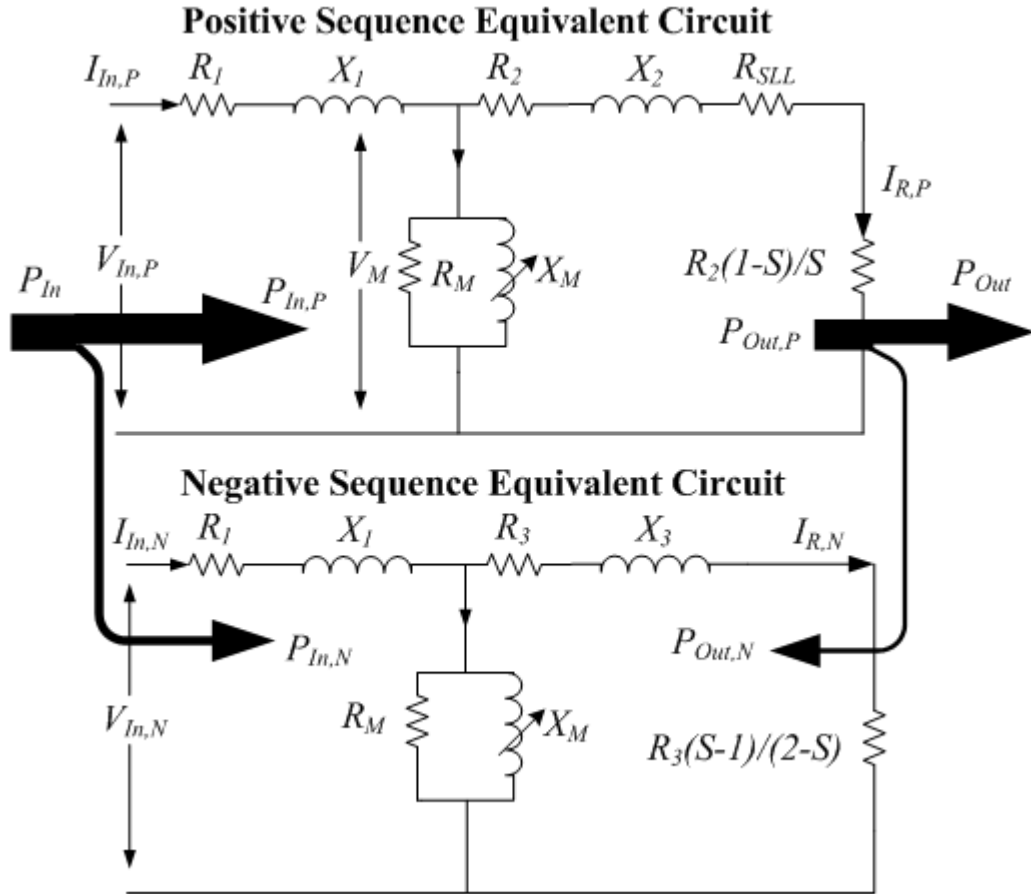 Positive Sequence Equivalent Circuit
I_{In,P} R_1 X_1 R_2 X_2 R_{SLL}
I_{R,P}
V_{In,P} V_M R_M X_M R_2(1-S)/S
P_{In} P_{In,P} P_{Out,P} P_{Out}
Negative Sequence Equivalent Circuit
I_{In,N} R_1 X_1 R_3 X_3 I_{R,N}
P_{In,N} P_{Out,N}
V_{In,N} R_M X_M R_3(S-1)/(2-S)